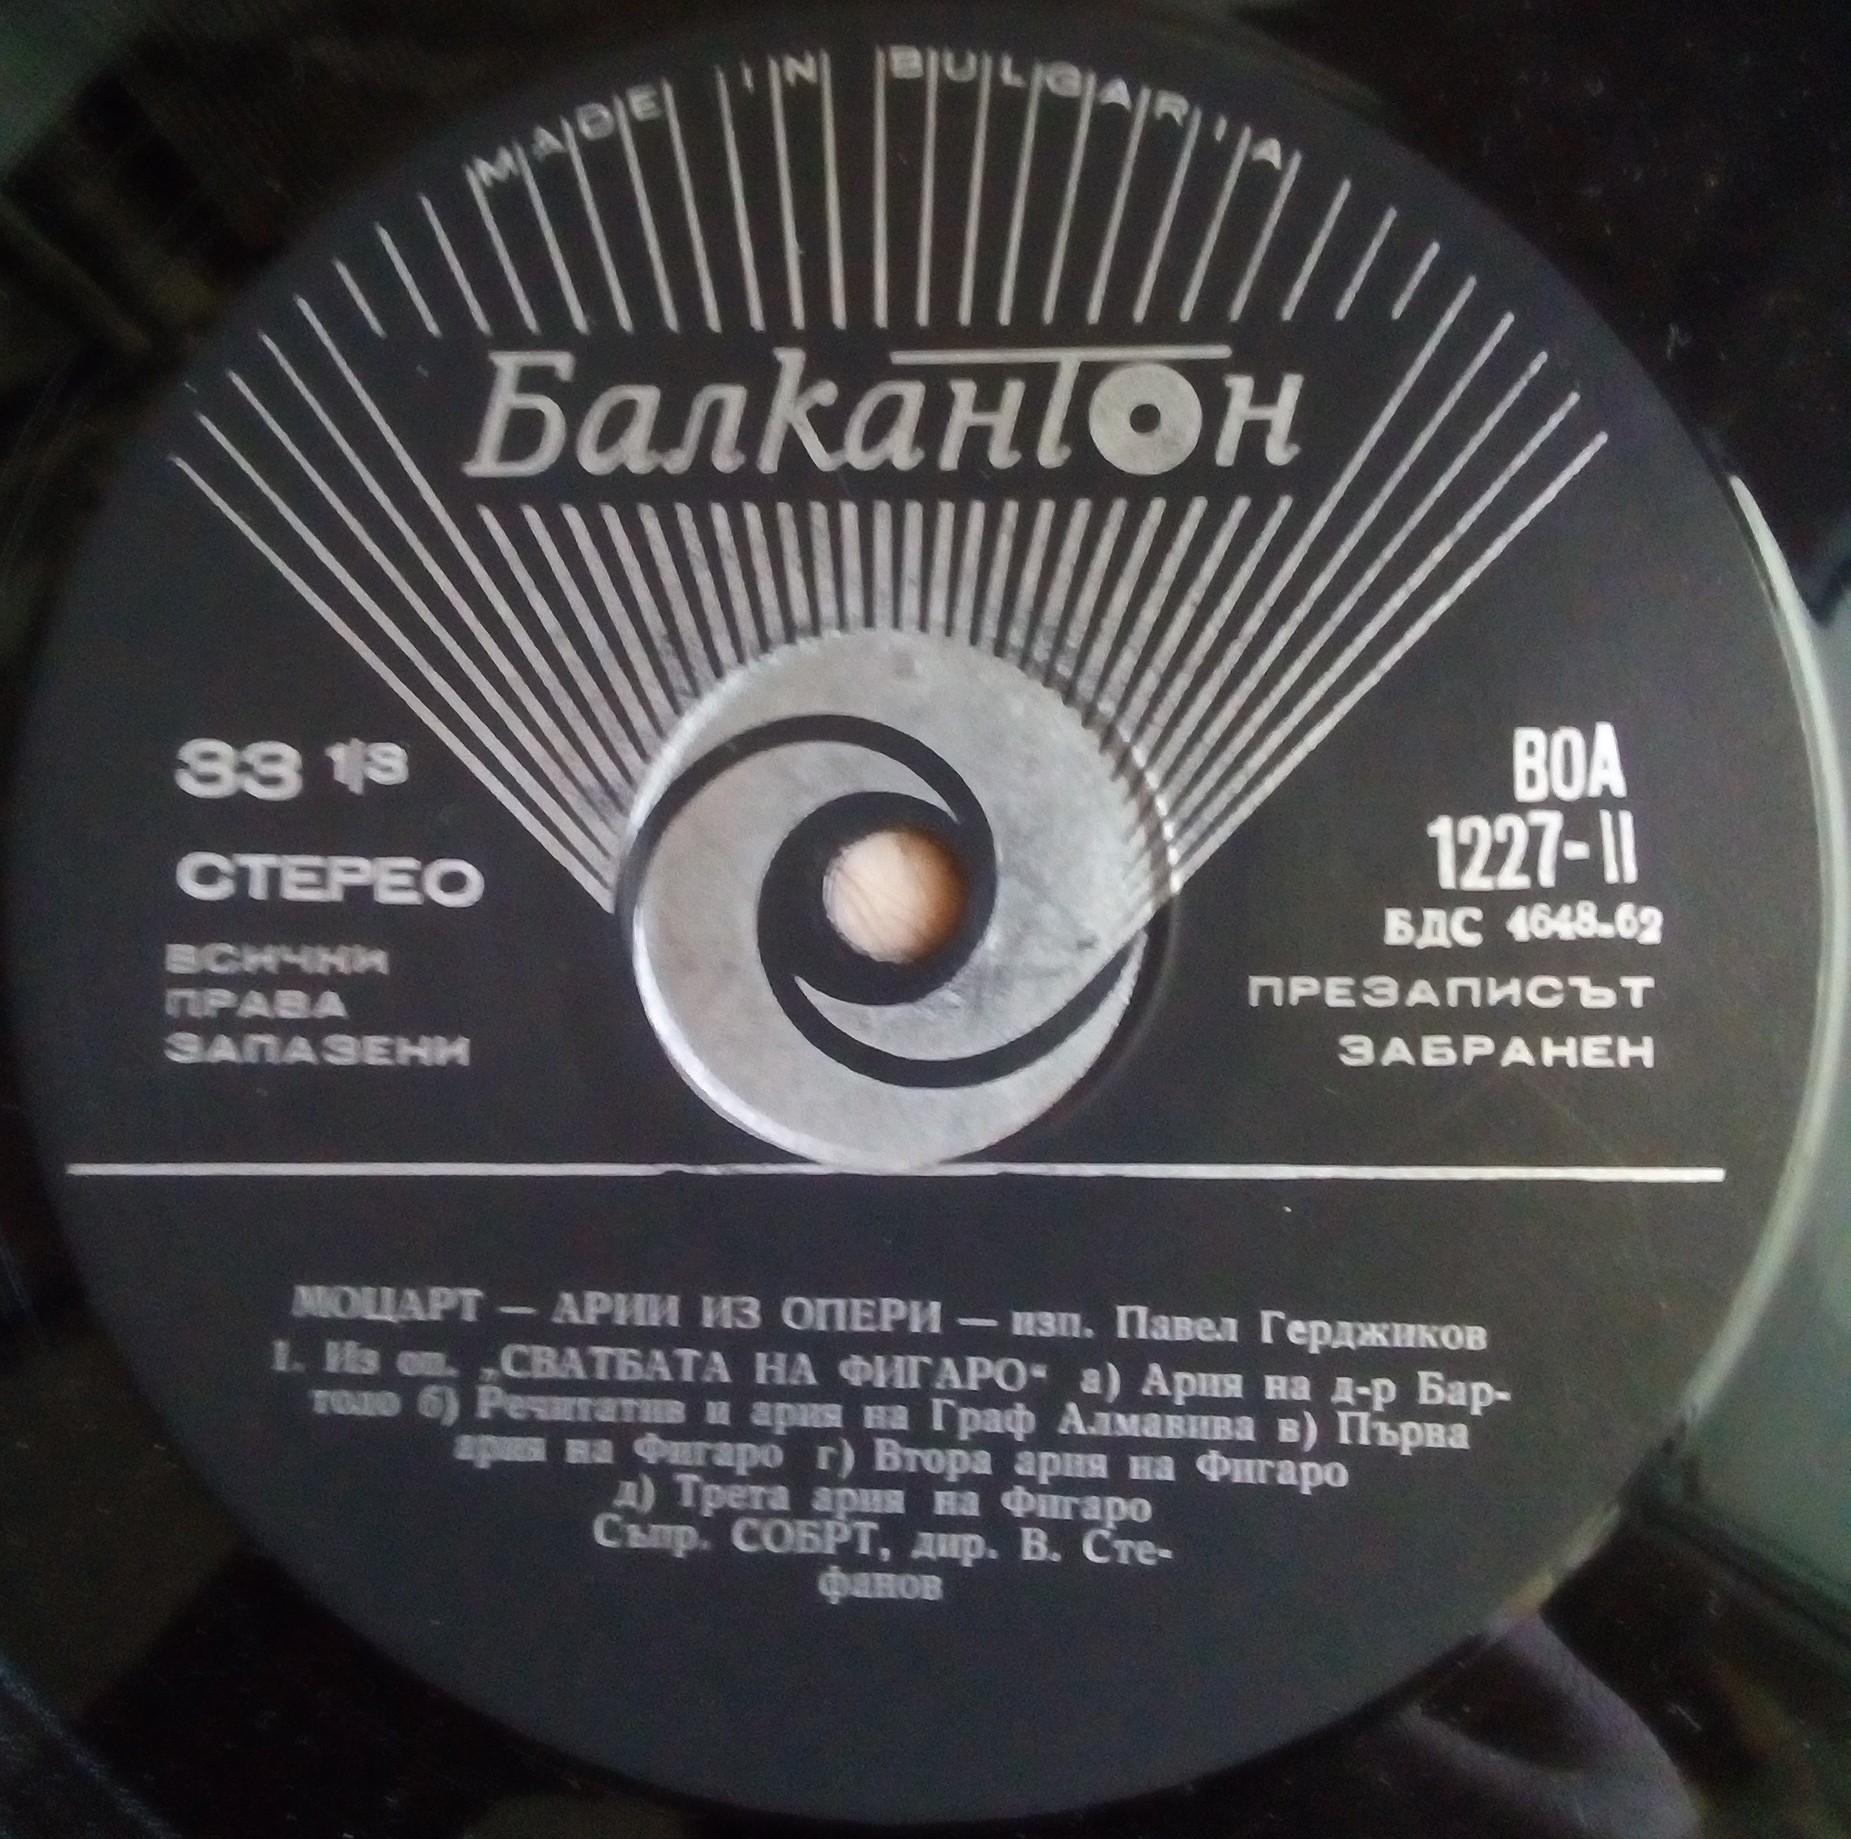 MADE IN BULGARIA
Балкантон
33 1/3
СТЕРЕО
ВСИЧКИ
ПРАВА
ЗАПАЗЕНИ
ВОА
1227-II
БДС 4648-62
ПРЕЗАПИСЪТ
ЗАБРАНЕН
МОЦАРТ — АРИИ ИЗ ОПЕРИ — изп. Павел Герджиков
1. Из оп. „СВАТБАТА НА ФИГАРО“ а) Ария на д-р Бар-
толо б) Речитатив и ария на Граф Алмавива в) Първа
ария на Фигаро г) Втора ария на Фигаро
д) Трета ария на Фигаро
Съпр. СОБРТ, дир. В. Сте-
фанов